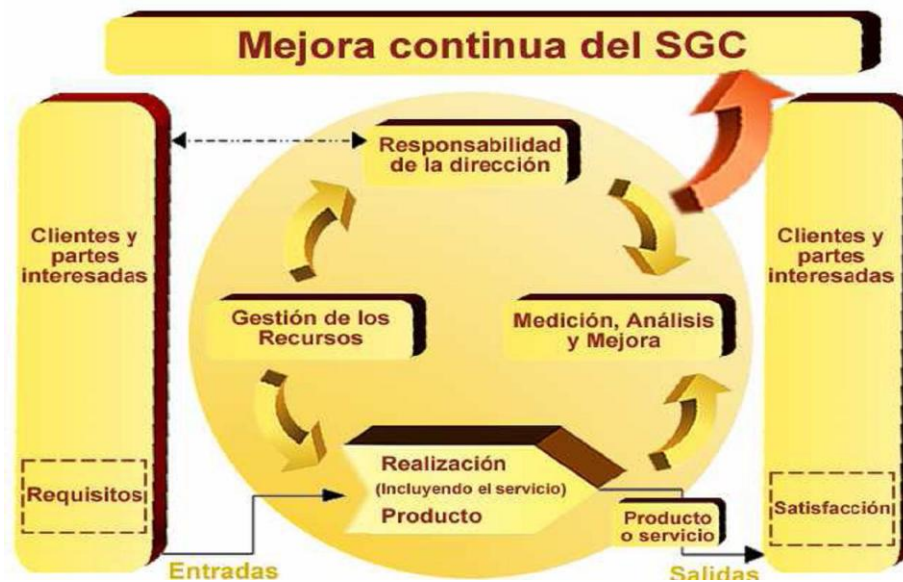 Mejora continua del SGC
Responsabilidad
de la dirección
Clientes y
partes
interesadas
Clientes y
partes
interesadas
Gestión de los
Recursos
Medición, Análisis
y Mejora
Realización
(Incluyendo el servicio)
Producto
Requisitos
Satisfacción
Producto
o servicio
Entradas
Salidas